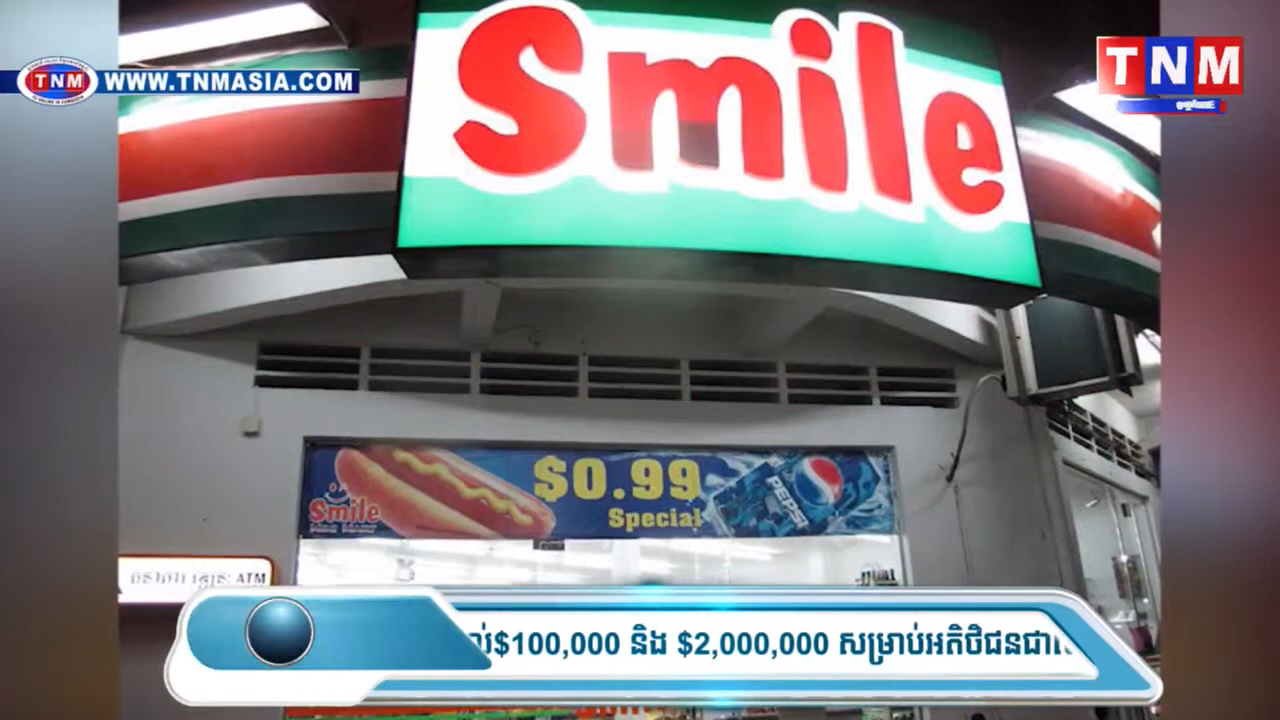 Smile
TNM
WWW.TNMASIA.COM
TNM
$0.99
Special
Smile
PEPSI
ATM
$100,000 និង $2,000,000 សម្រាប់អតិថិជនជា